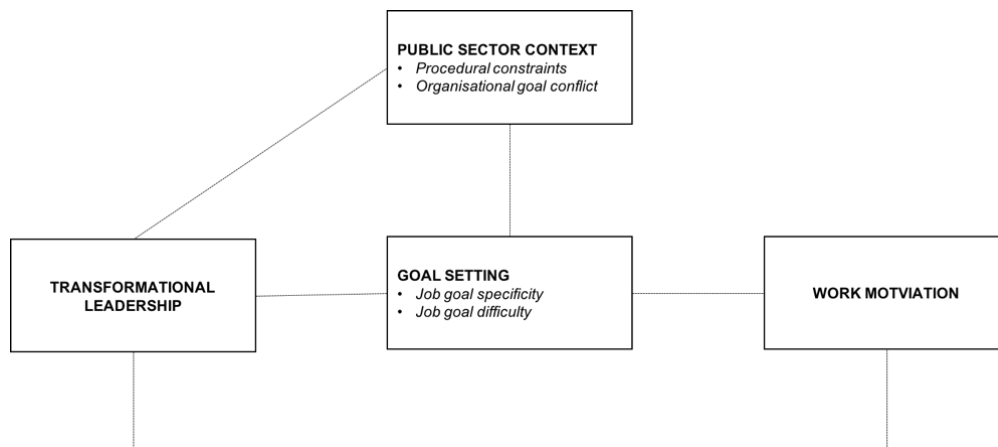 PUBLIC SECTOR CONTEXT
• Procedural constraints
• Organisational goal conflict
TRANSFORMATIONAL
LEADERSHIP
GOAL SETTING
• Job goal specificity
• Job goal difficulty
WORK MOTVIATION